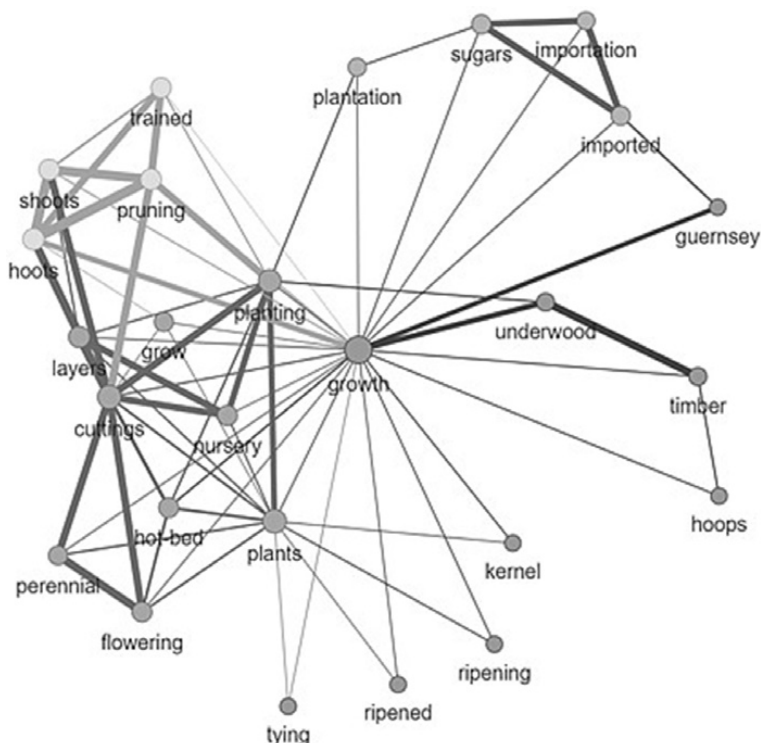 sugars
importation
plantation
trained
imported
shoots
pruning
guernsey
hoots
planting
underwood
layers
grow
growth
timber
cuttings
nursery
hoops
hot-bed
plants
kernel
perennial
flowering
ripening
ripened
tying